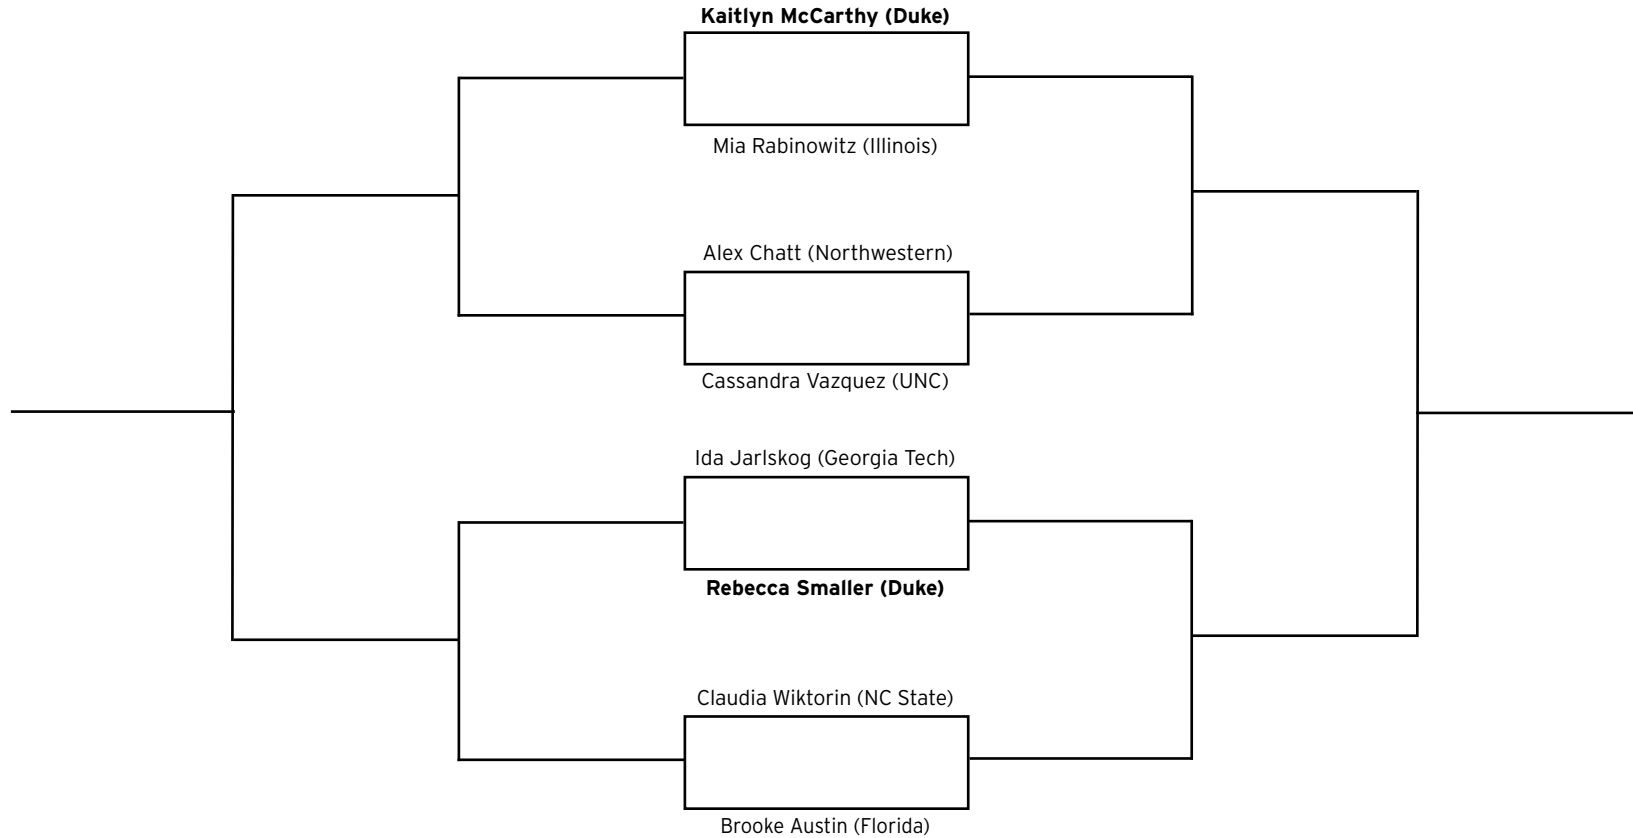 Kaitlyn McCarthy (Duke)
Mia Rabinowitz (Illinois)
Alex Chatt (Northwestern)
Cassandra Vazquez (UNC)
Ida Jarlskog (Georgia Tech)
Rebecca Smaller (Duke)
Claudia Wiktorin (NC State)
Brooke Austin (Florida)